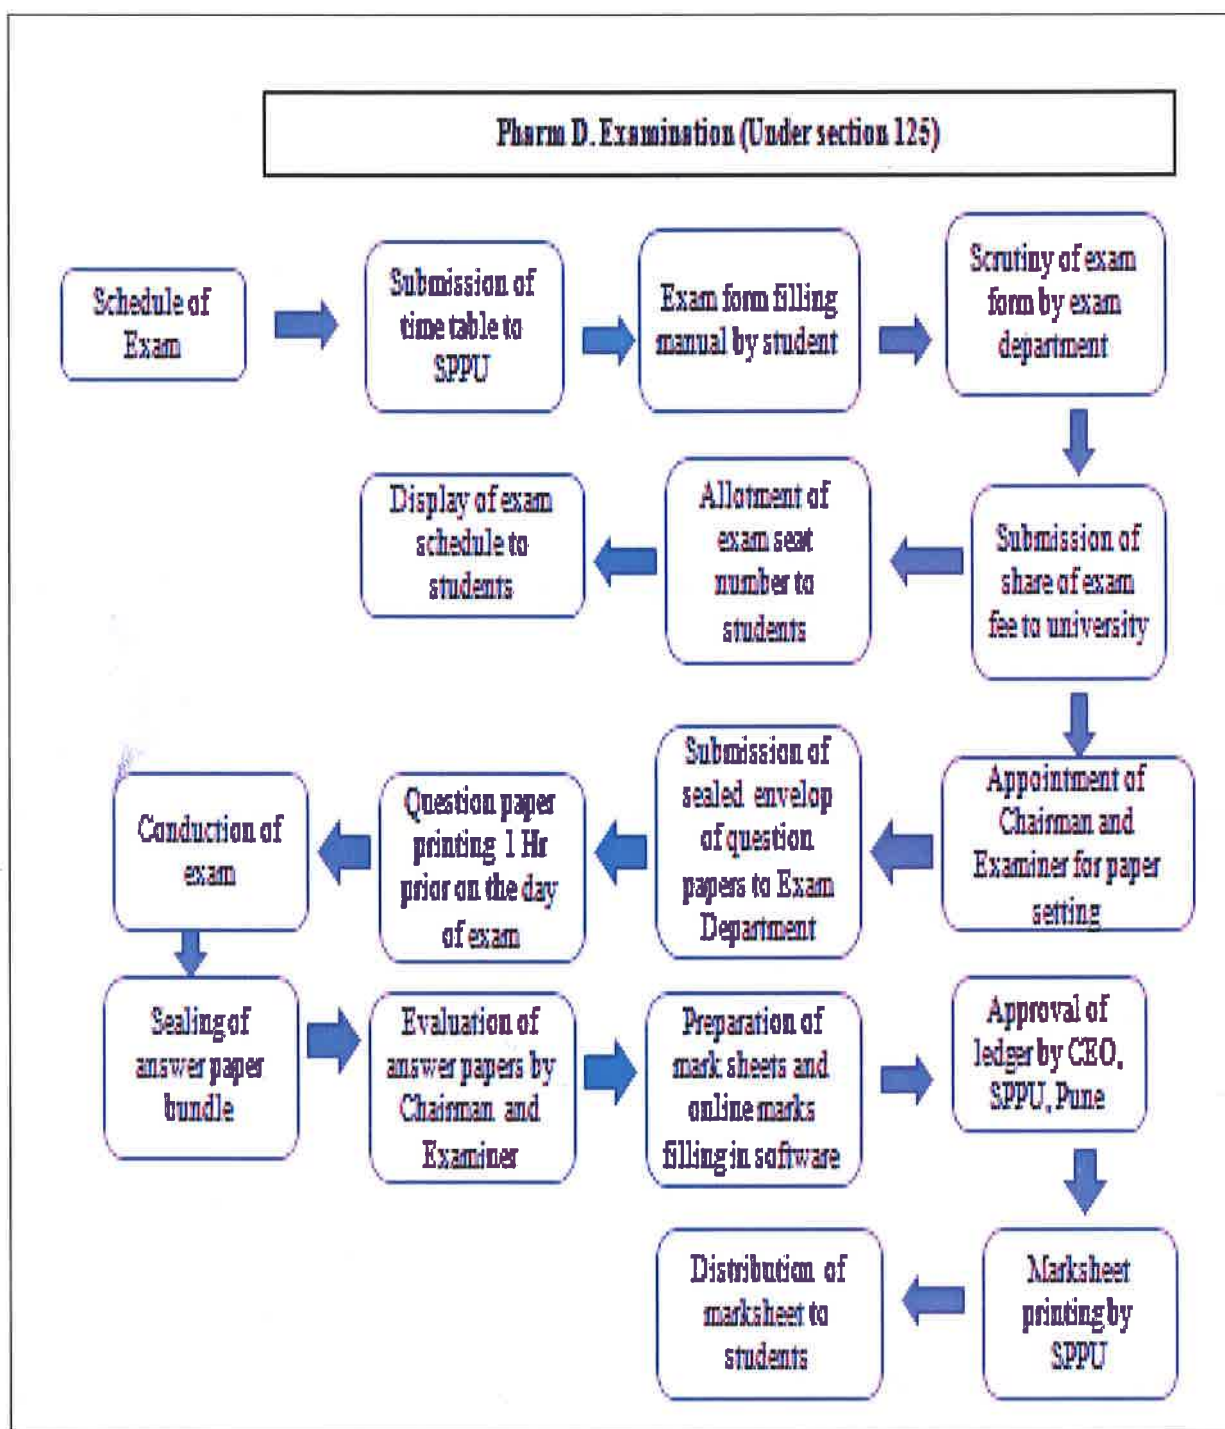 Pharm D. Examination (Under section 125)
Schedule of
Exam
Submission of
time table to
SPPU
Exam form filling
manual by student
Scrutiny of exam
form by exam
department
Submission of
share of exam
fee to university
Allotment of
exam seat
number to
students
Display of exam
schedule to
students
Appointment of
Chairman and
Examiner for paper
setting
Submission of
sealed envelop
of question
papers to Exam
Department
Question paper
printing 1 Hr
prior on the day
of exam
Conduction of
exam
Sealing of
answer paper
bundle
Evaluation of
answer papers by
Chairman and
Examiner
Preparation of
mark sheets and
online marks
filling in software
Approval of
ledger by CEO,
SPPU, Pune
Marksheet
printing by
SPPU
Distribution of
marksheet to
students